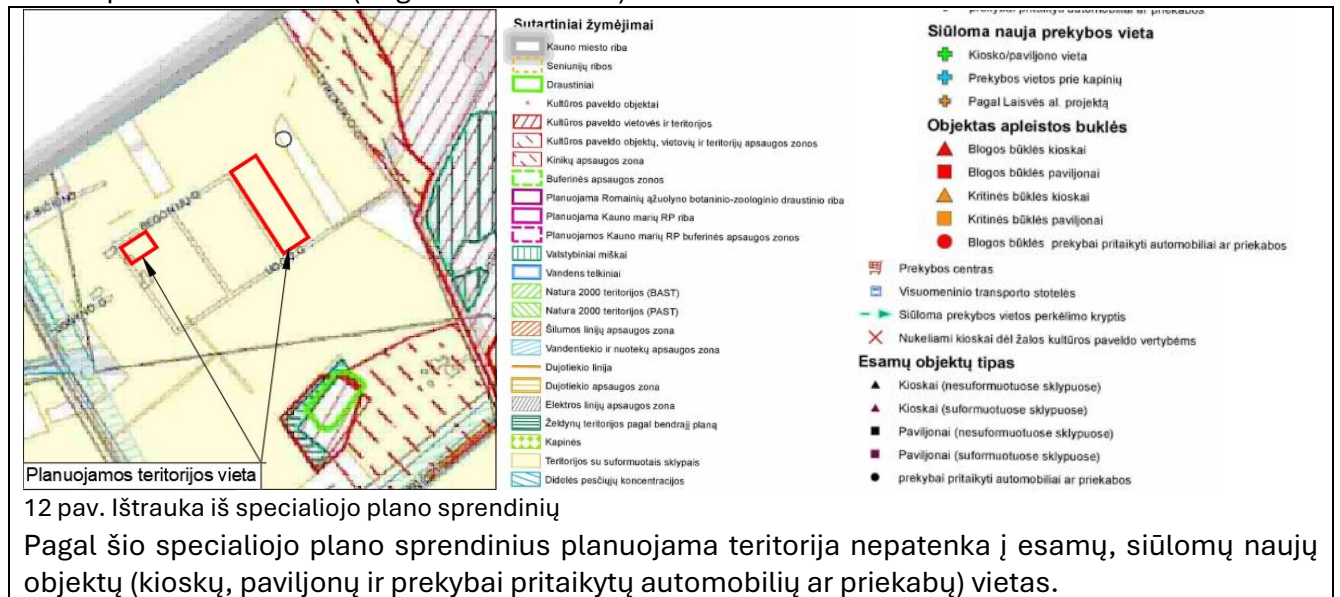 Planuojamos teritorijos vieta
Sutartiniai žymėjimai
Kauno miesto riba
Seniunijų ribos
Draustiniai
Kultūros paveldo objektai
Kultūros paveldo vietovės ir teritorijos
Kultūros paveldo objektų, vietovių ir teritorijų apsaugos zonos
Kinikų apsaugos zona
Buferinės apsaugos zonos
Planuojama Romainių ąžuolyno botaninio-zoologinio draustinio riba
Planuojama Kauno marių RP riba
Planuojamos Kauno marių RP buferinės apsaugos zonos
Valstybiniai miškai
Vandens telkiniai
Natura 2000 teritorijos (BAST)
Natura 2000 teritorijos (PAST)
Šilumos linijų apsaugos zona
Vandentiekio ir nuotekų apsaugos zona
Dujotiekio linija
Dujotiekio apsaugos zona
Elektros linijų apsaugos zona
Želdynų teritorijos pagal bendrąjį planą
Kapinės
Teritorijos su suformuotais sklypais
Didelės pesčiųjų koncentracijos
prekybai pritaikyti automobiliai ar priekabos
Siūloma nauja prekybos vieta
Kiosko/paviljono vieta
Prekybos vietos prie kapinių
Pagal Laisvės al. projektą
Objektas apleistos buklės
Blogos būklės kioskai
Blogos būklės paviljonai
Kritinės būklės kioskai
Kritinės būklės paviljonai
Blogos būklės prekybai pritaikyti automobiliai ar priekabos
Prekybos centras
Visuomeninio transporto stotelės
Siūloma prekybos vietos perkėlimo kryptis
Nukeliami kioskai dėl žalos kultūros paveldo vertybėms
Esamų objektų tipas
Kioskai (nesuformuotuose sklypuose)
Kioskai (suformuotuose sklypuose)
Paviljonai (nesuformuotuose sklypuose)
Paviljonai (suformuotuose sklypuose)
prekybai pritaikyti automobiliai ar priekabos
12 pav. Ištrauka iš specialiojo plano sprendinių
Pagal šio specialiojo plano sprendinius planuojama teritorija nepatenka į esamų, siūlomų naujų
objektų (kioskų, paviljonų ir prekybai pritaikytų automobilių ar priekabų) vietas.